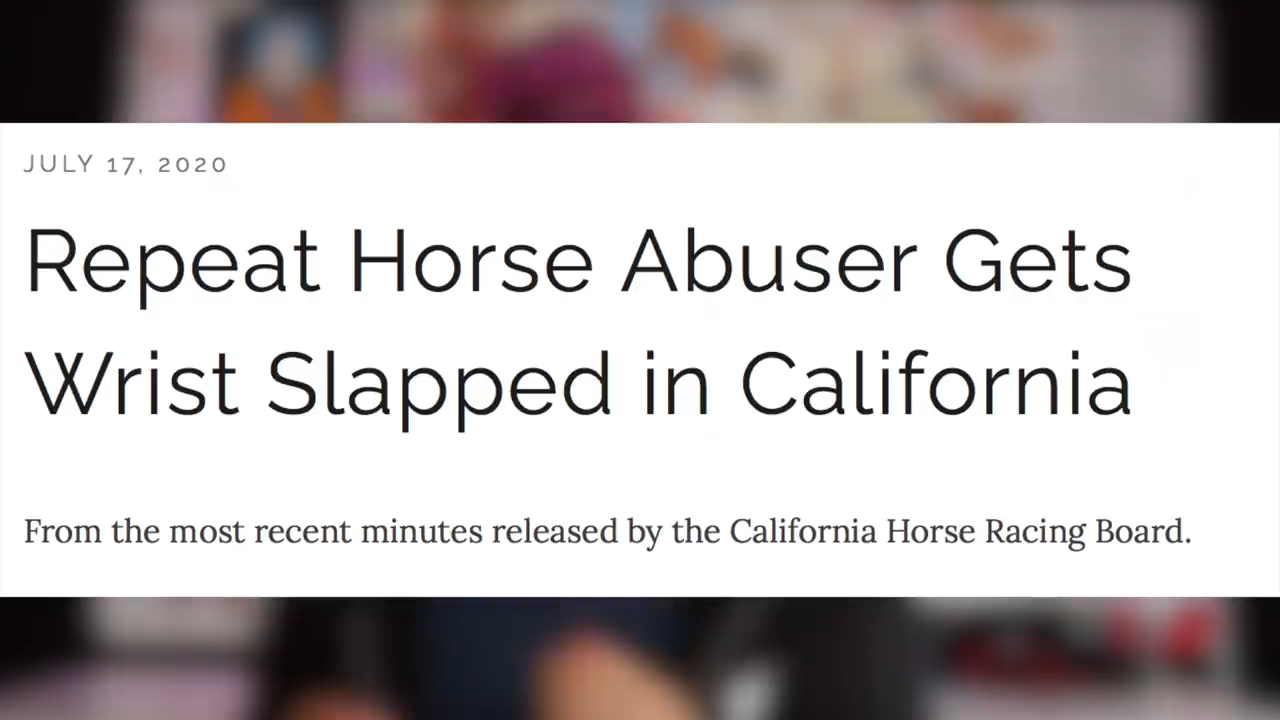 JULY 17, 2020
Repeat Horse Abuser Gets
Wrist Slapped in California
From the most recent minutes released by the California Horse Racing Board.